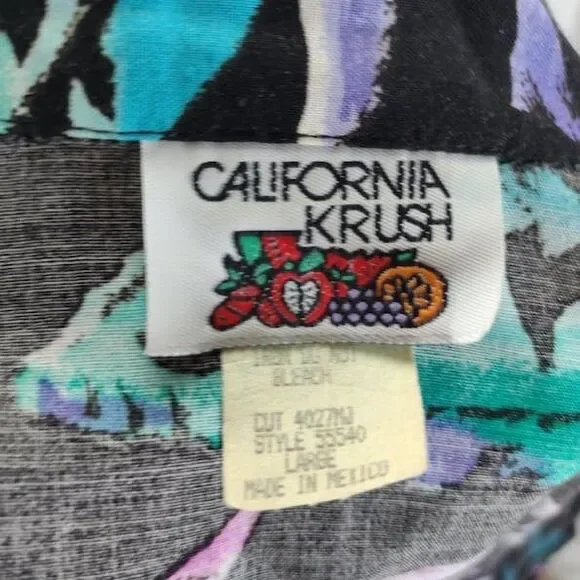 CALIFORNIA
KRUSH
DO NOT
BLEACH
CUT 4027MJ
STYLE 55540
LARGE
MADE IN MEXICO